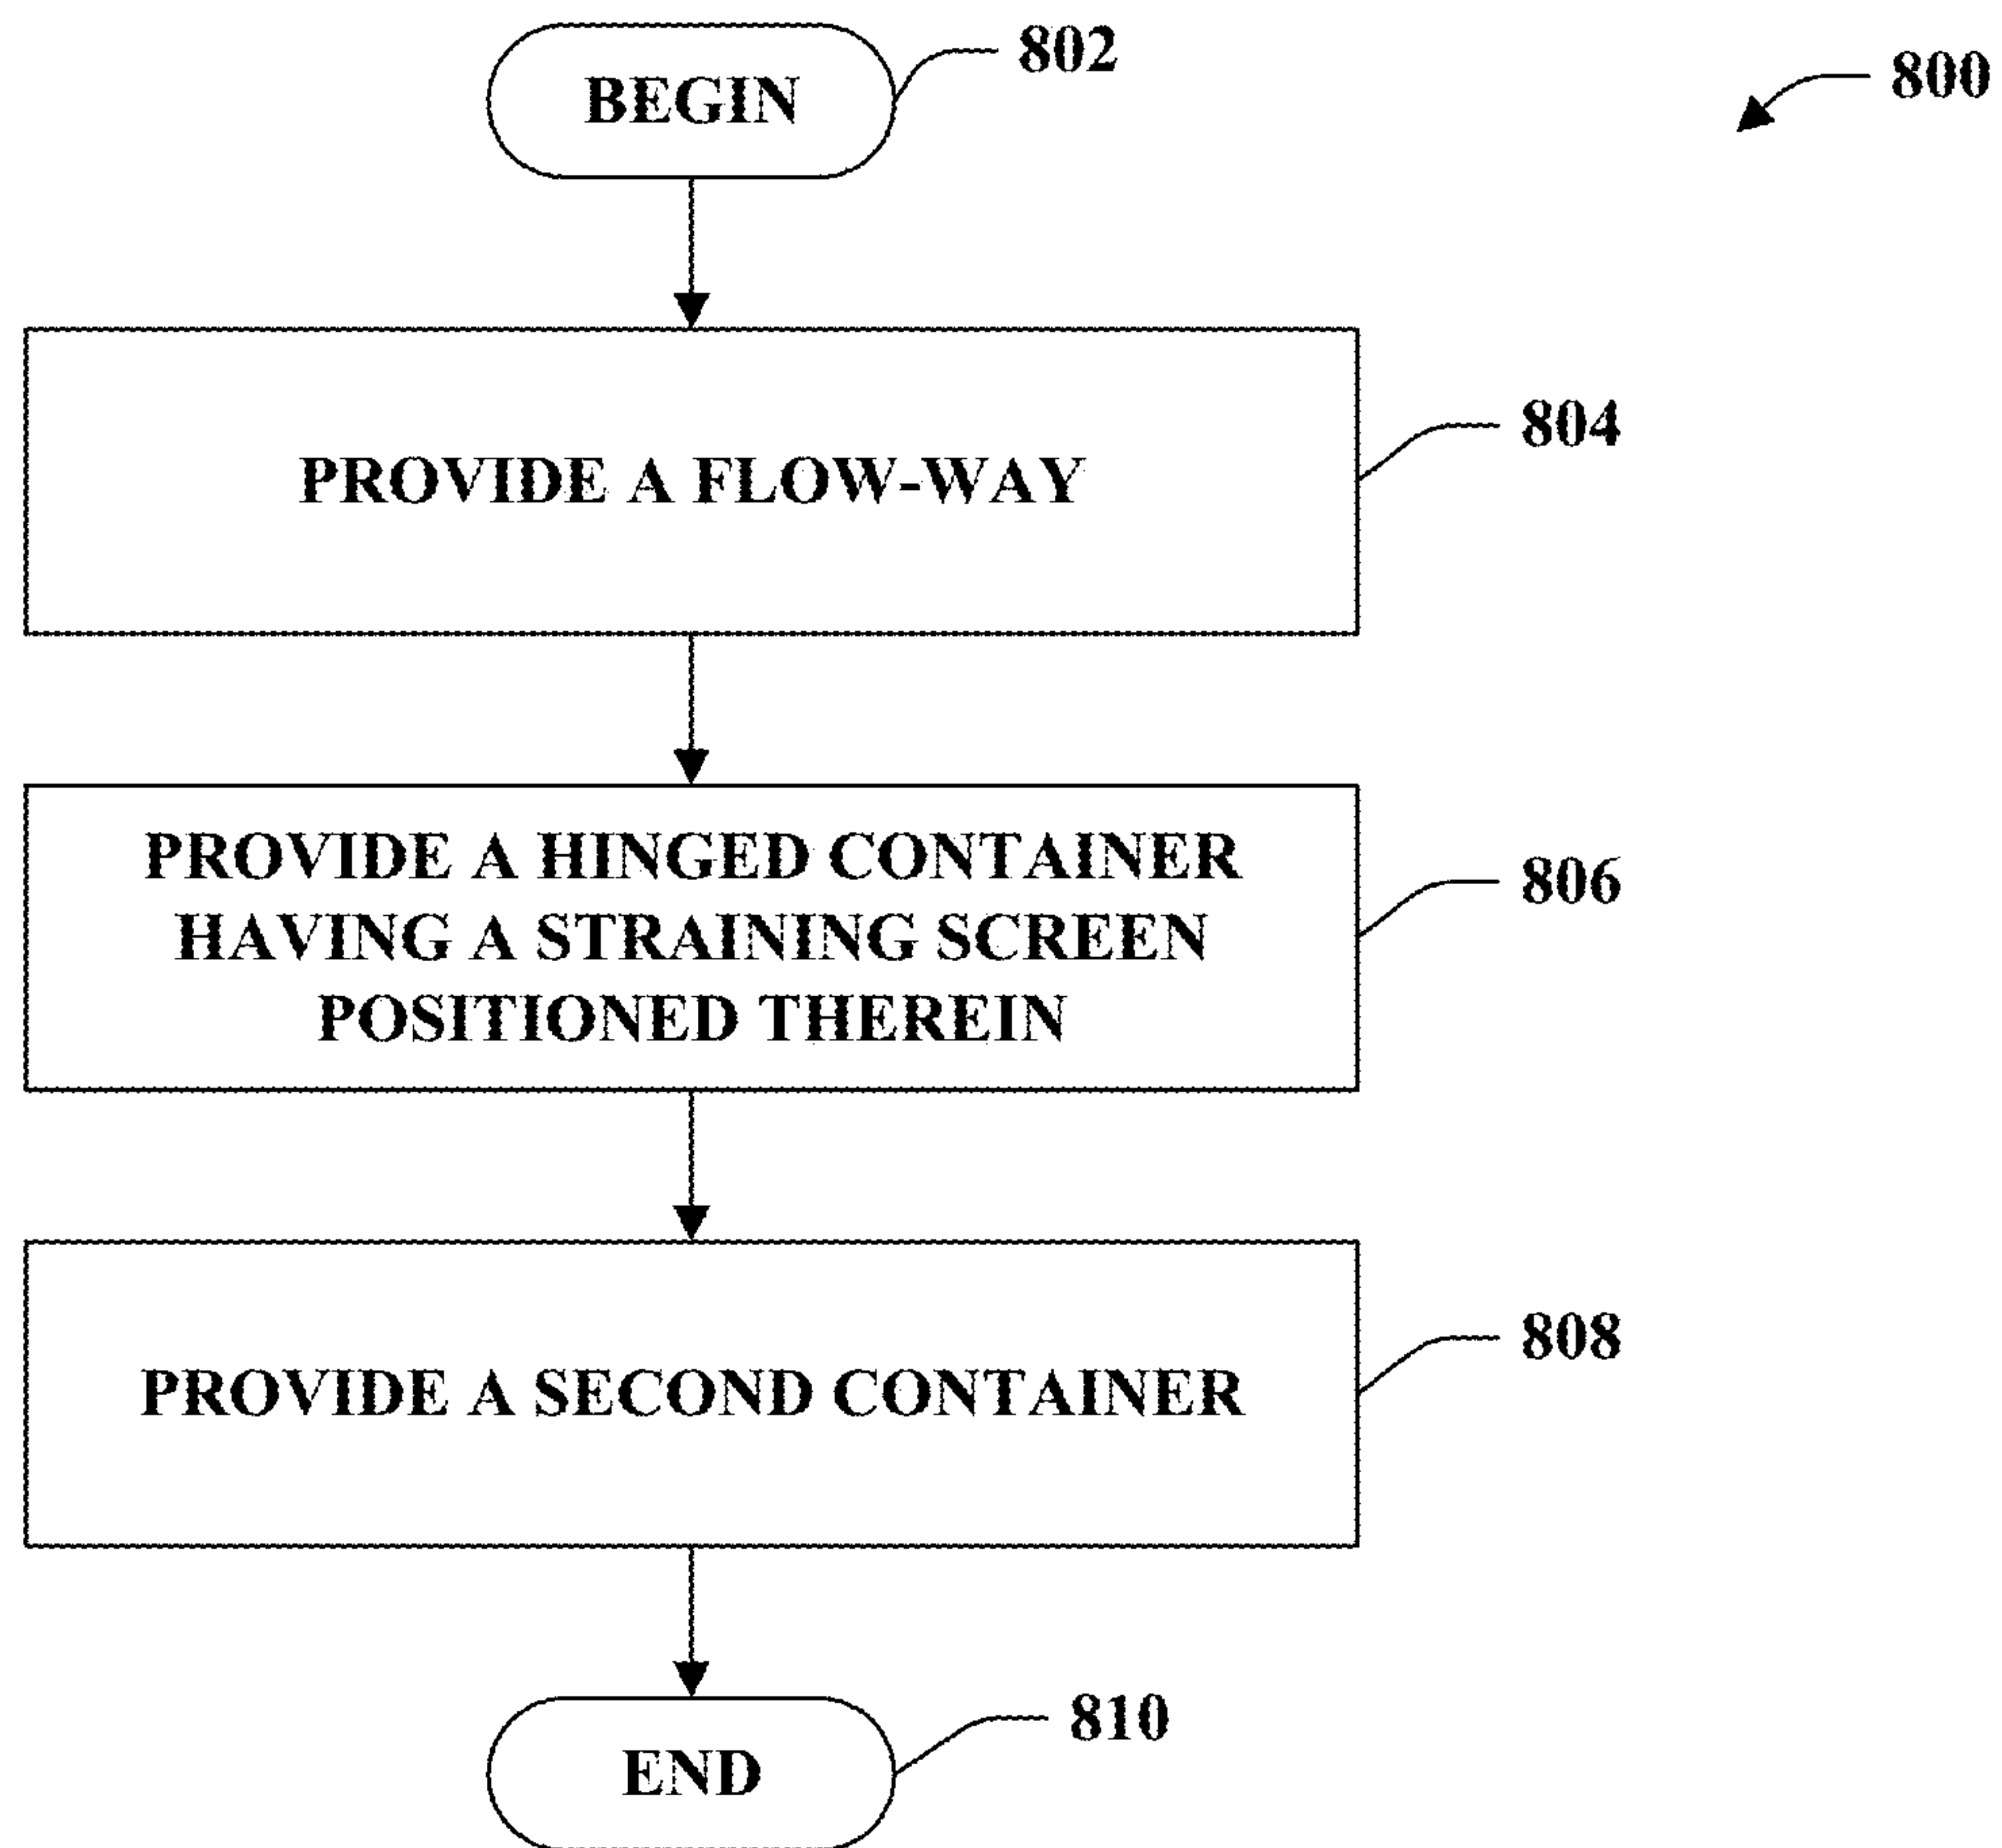 802
BEGIN
800
804
PROVIDE A FLOW-WAY
806
PROVIDE A HINGED CONTAINER
HAVING A STRAINING SCREEN
POSITIONED THEREIN
808
PROVIDE A SECOND CONTAINER
810
END